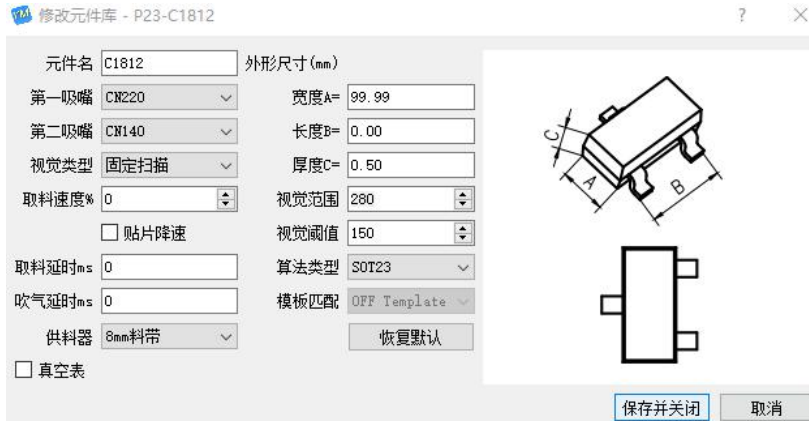 YM 修改元件库 - P23-C1812 ?
元件名 C1812 外形尺寸(mm)
第一吸嘴 CN220 宽度A= 99.99
第二吸嘴 CN140 长度B= 0.00
视觉类型 固定扫描 厚度C= 0.50
取料速度% 0 视觉范围 280
贴片降速 视觉阈值 150
取料延时ms 0 算法类型 SOT23
吹气延时ms 0 模板匹配 OFF Template
供料器 8mm料带 恢复默认
真空表
C
A
B
保存并关闭 取消